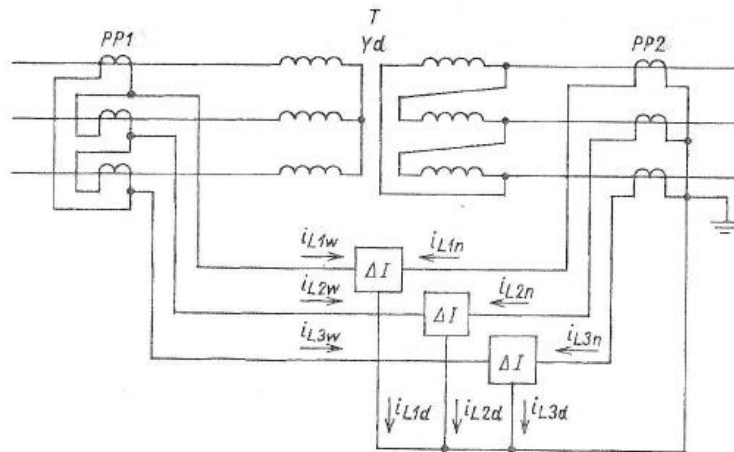 T
Yd
PP1
PP2
iL1w
iL1n
ΔI
iL2w
iL2n
ΔI
iL3w
iL3n
ΔI
iL1d
iL2d
iL3d